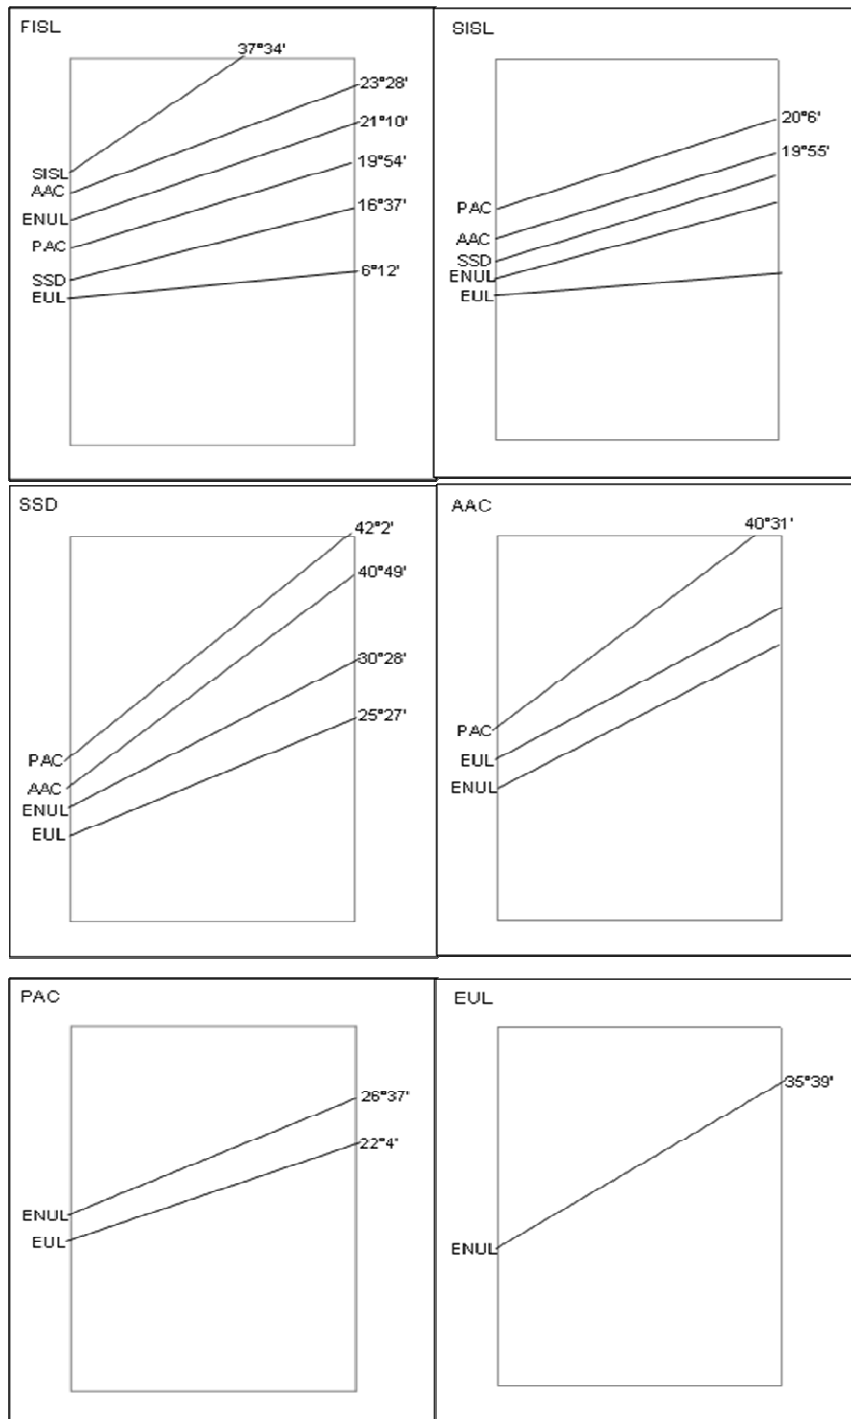 FISL
37°34'
23°28'
21°10'
19°54'
16°37'
6°12'
SISL
AAC
ENUL
PAC
SSD
EUL
SISL
20°6'
19°55'
PAC
AAC
SSD
ENUL
EUL
SSD
42°2'
40°49'
30°28'
25°27'
PAC
AAC
ENUL
EUL
AAC
40°31'
PAC
EUL
ENUL
PAC
26°37'
22°4'
ENUL
EUL
EUL
35°39'
ENUL